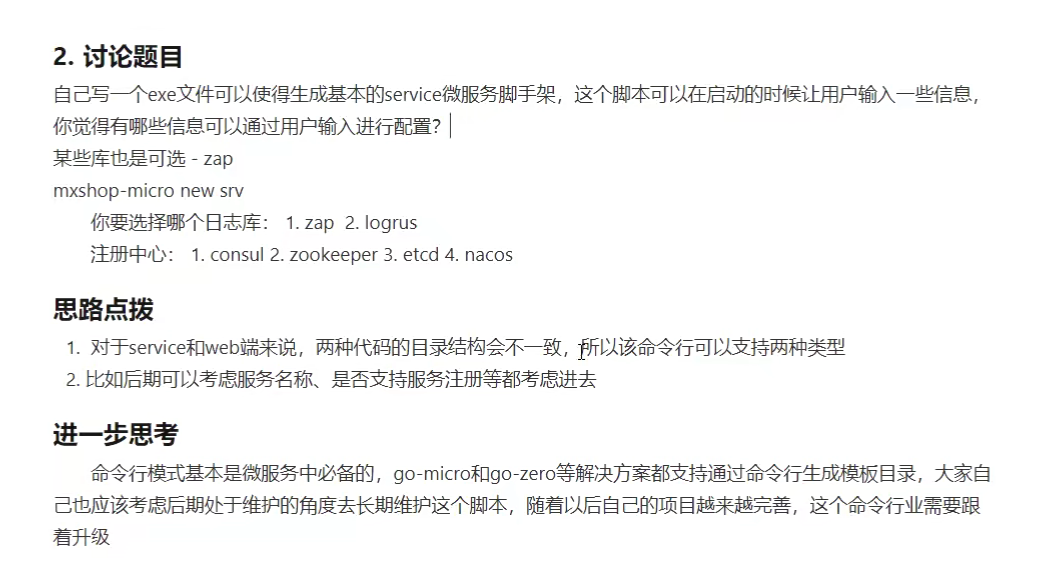 2. 讨论题目
自己写一个exe文件可以使得生成基本的service微服务脚手架，这个脚本可以在启动的时候让用户输入一些信息，
你觉得有哪些信息可以通过用户输入进行配置？
某些库也是可选 - zap
mxshop-micro new srv
你要选择哪个日志库： 1. zap 2. logrus
注册中心： 1. consul 2. zookeeper 3. etcd 4. nacos
思路点拨
1. 对于service和web端来说，两种代码的目录结构会不一致，所以该命令行可以支持两种类型
2. 比如后期可以考虑服务名称、是否支持服务注册等都考虑进去
进一步思考
命令行模式基本是微服务中必备的，go-micro和go-zero等解决方案都支持通过命令行生成模板目录，大家自
己也应该考虑后期处于维护的角度去长期维护这个脚本，随着以后自己的项目越来越完善，这个命令行业需要跟
着升级